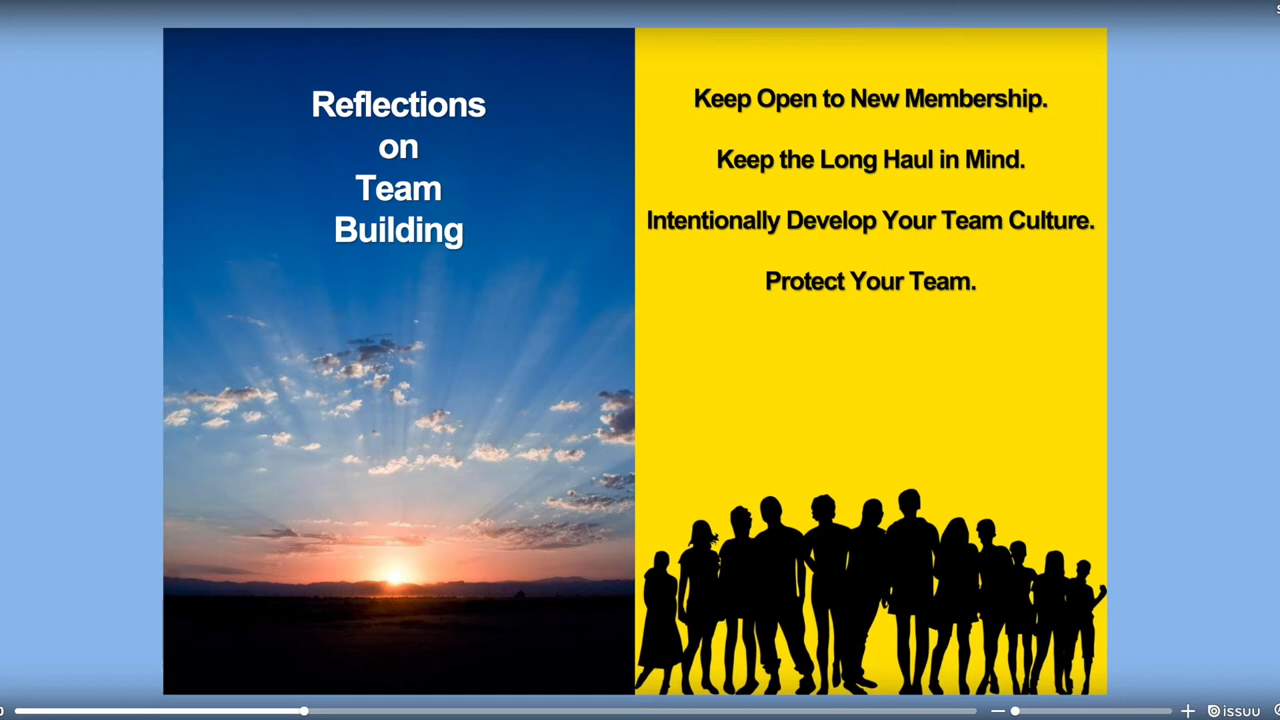 Reflections
on
Team
Building
Keep Open to New Membership.
Keep the Long Haul in Mind.
Intentionally Develop Your Team Culture.
Protect Your Team.
issuu